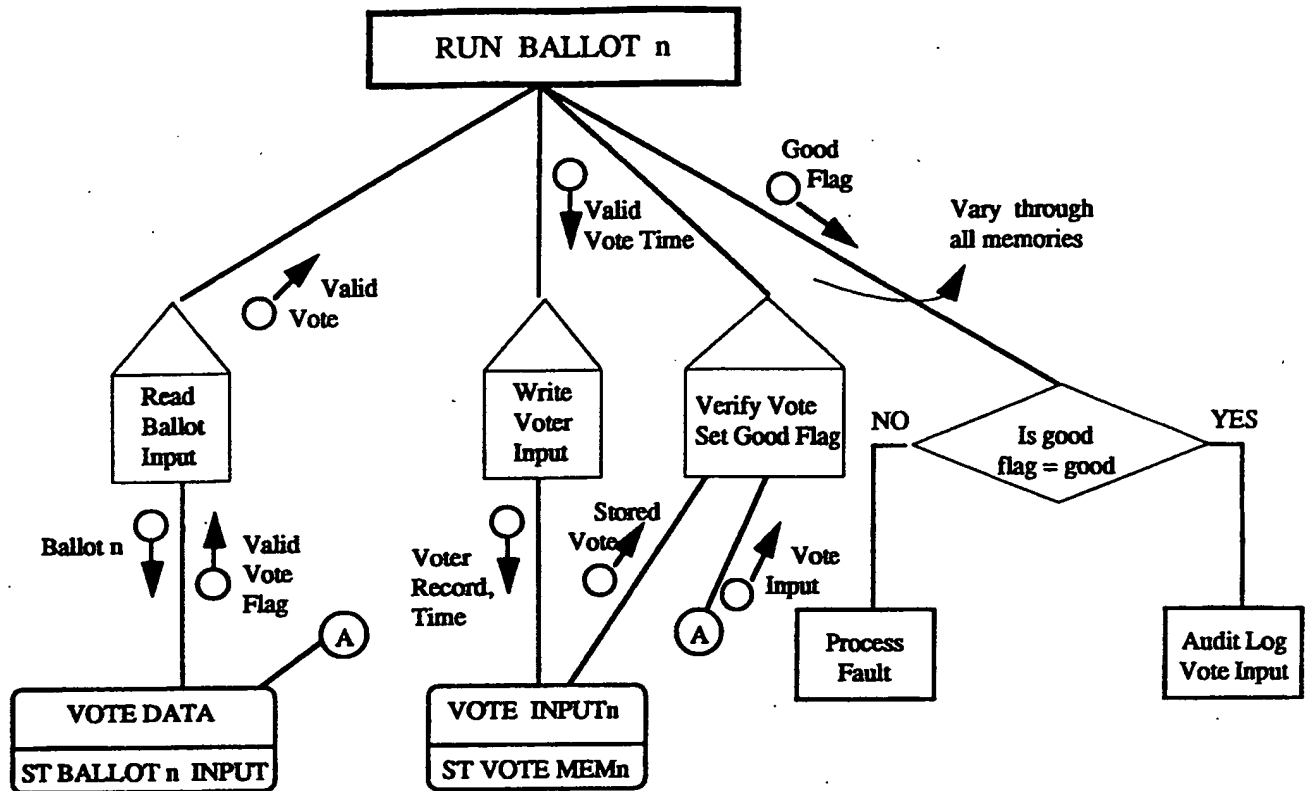 RUN BALLOT n
Good
Flag
Valid
Vote Time
Vary through
all memories
Valid
Vote
Read
Ballot
Input
Write
Voter
Input
Verify Vote
Set Good Flag
NO
Is good
flag = good
YES
Ballot n
Valid
Vote
Flag
Voter
Record,
Time
Stored
Vote
Vote
Input
A
A
Process
Fault
Audit Log
Vote Input
VOTE DATA
ST BALLOT n INPUT
VOTE INPUTn
ST VOTE MEMn